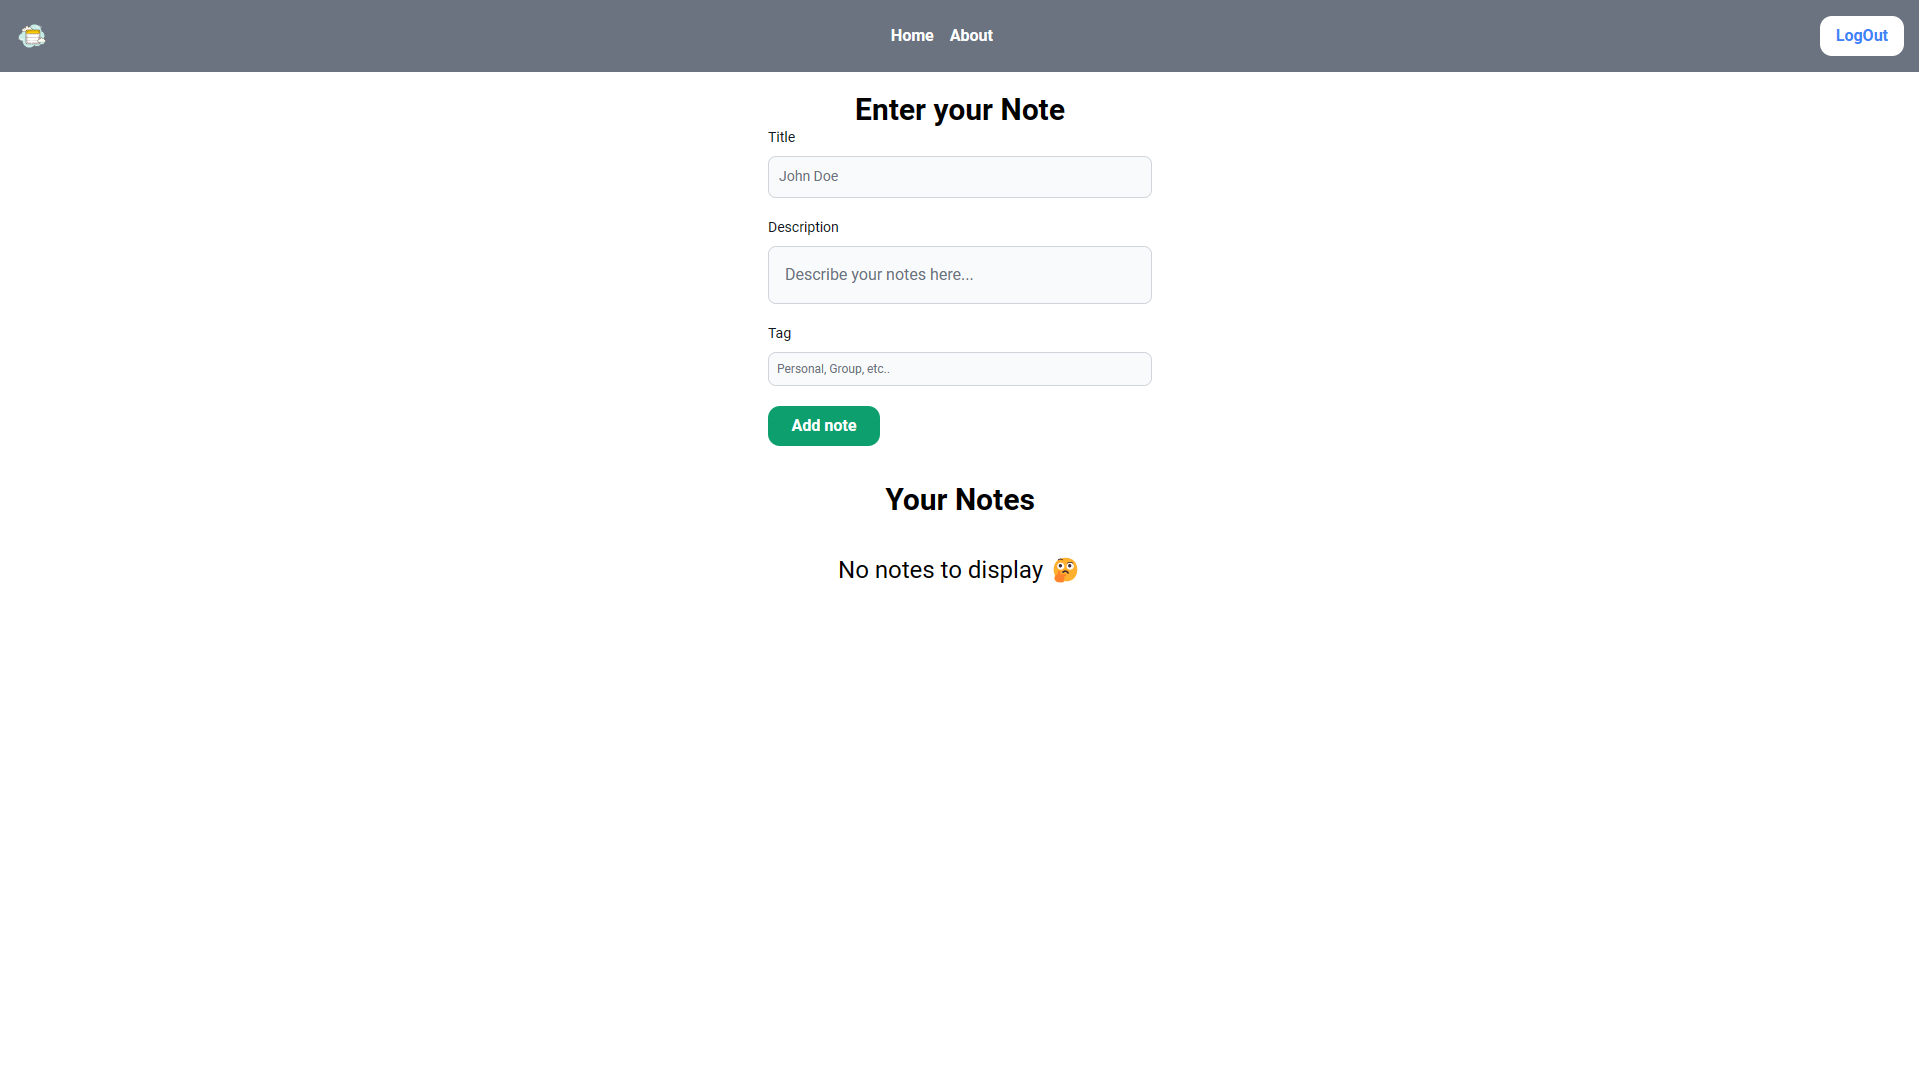 Home About LogOut
Enter your Note
Title
John Doe
Description
Describe your notes here...
Tag
Personal, Group, etc..
Add note
Your Notes
No notes to display 🤔